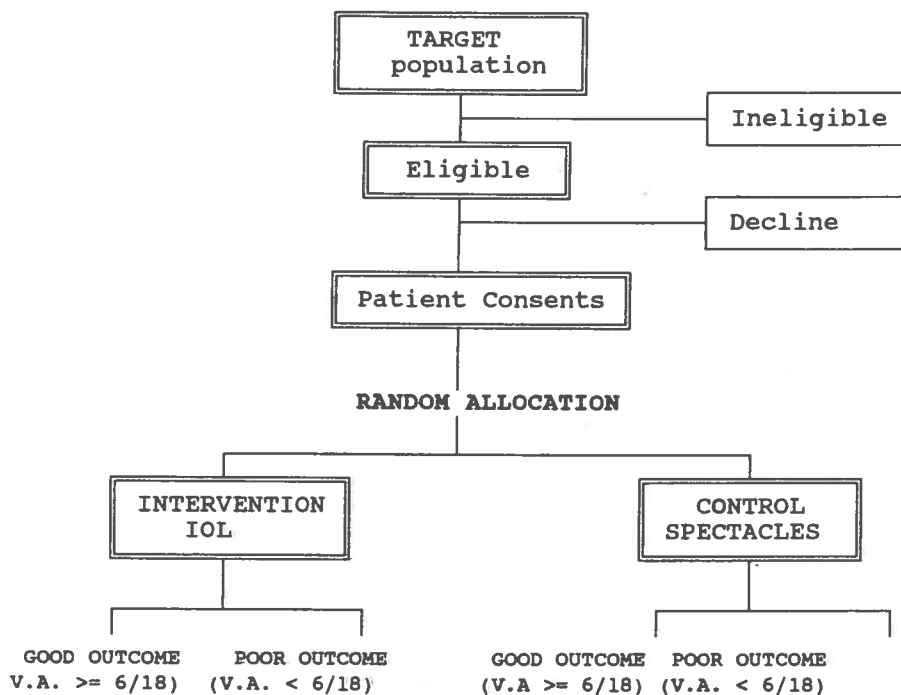 TARGET
population
Ineligible
Eligible
Decline
Patient Consents
RANDOM ALLOCATION
INTERVENTION
IOL
CONTROL
SPECTACLES
GOOD OUTCOME
V.A. >= 6/18)
POOR OUTCOME
(V.A. < 6/18)
GOOD OUTCOME
(V.A >= 6/18)
POOR OUTCOME
(V.A. < 6/18)